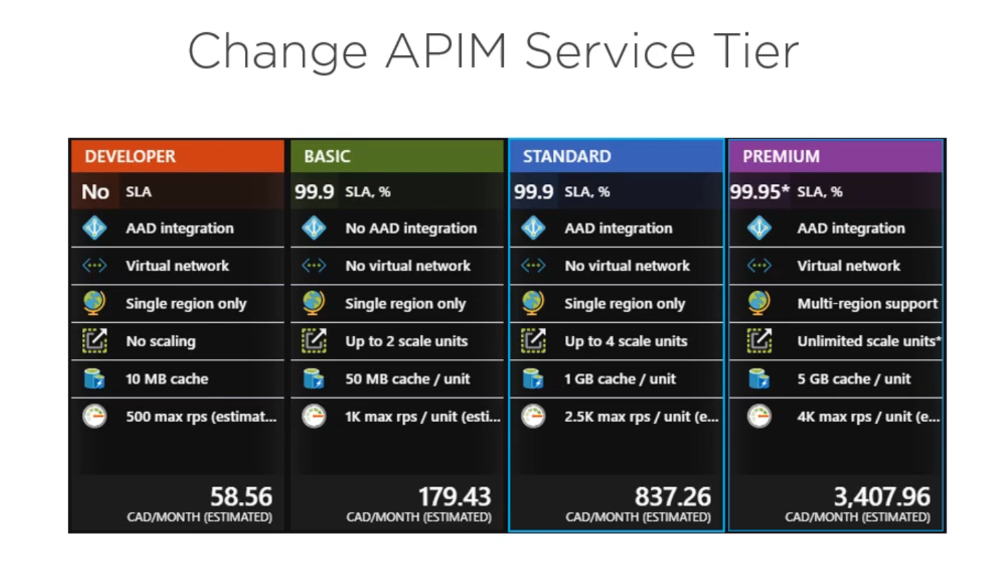 Change APIM Service Tier
DEVELOPER
No SLA
AAD integration
Virtual network
Single region only
No scaling
10 MB cache
500 max rps (estimat...
58.56
CAD/MONTH (ESTIMATED)
BASIC
99.9 SLA, %
No AAD integration
No virtual network
Single region only
Up to 2 scale units
50 MB cache / unit
1K max rps / unit (esti...
179.43
CAD/MONTH (ESTIMATED)
STANDARD
99.9 SLA, %
AAD integration
No virtual network
Single region only
Up to 4 scale units
1 GB cache / unit
2.5K max rps / unit (e...
837.26
CAD/MONTH (ESTIMATED)
PREMIUM
99.95* SLA, %
AAD integration
Virtual network
Multi-region support
Unlimited scale units*
5 GB cache / unit
4K max rps / unit (e...
3,407.96
CAD/MONTH (ESTIMATED)